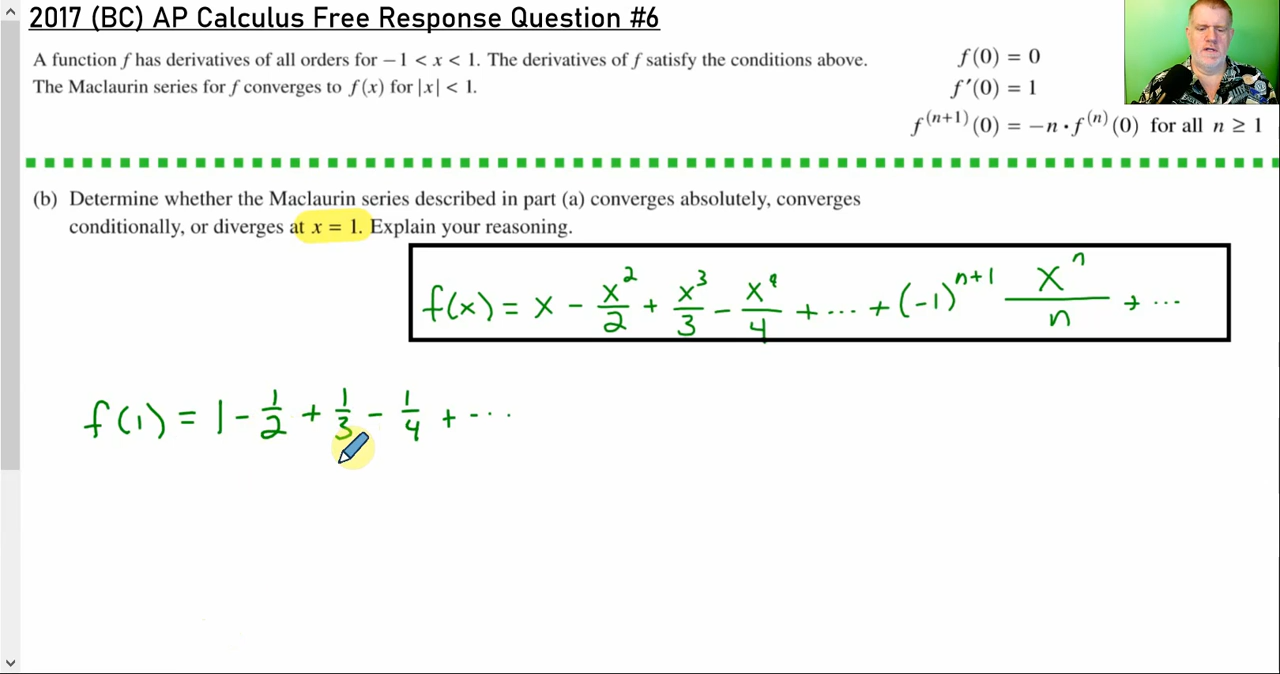 2017 (BC) AP Calculus Free Response Question #6
A function f has derivatives of all orders for −1 < x < 1. The derivatives of f satisfy the conditions above.
The Maclaurin series for f converges to f(x) for |x| < 1.
f(0) = 0
f′(0) = 1
f^(n+1)(0) = −n · f^(n)(0) for all n ≥ 1
(b) Determine whether the Maclaurin series described in part (a) converges absolutely, converges
conditionally, or diverges at x = 1. Explain your reasoning.
f(x) = x − x²/2 + x³/3 − x⁴/4 + ··· + (−1)^(n+1) x^n/n + ···
f(1) = 1 − 1/2 + 1/3 − 1/4 + ···